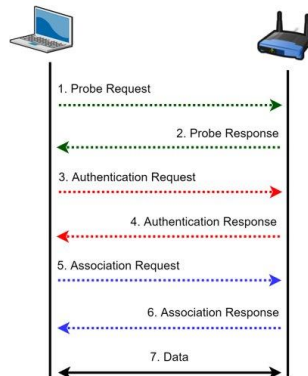 1. Probe Request
2. Probe Response
3. Authentication Request
4. Authentication Response
5. Association Request
6. Association Response
7. Data